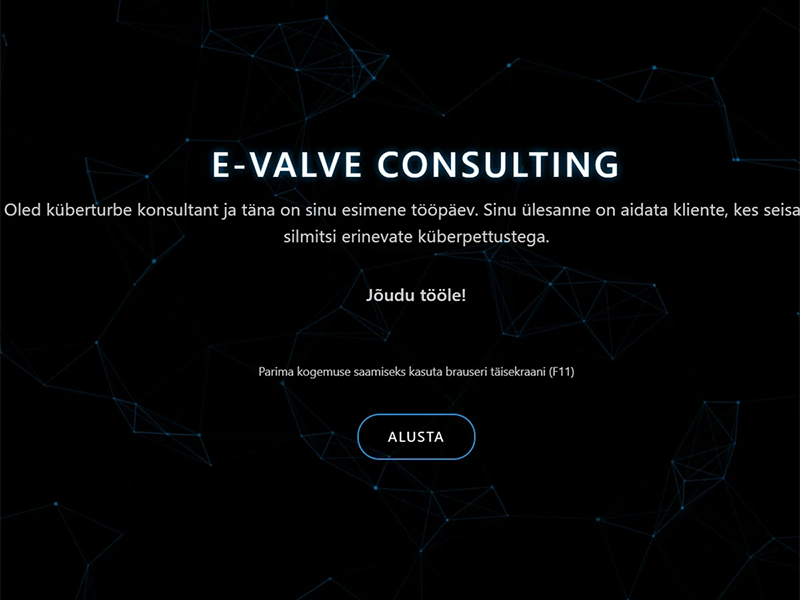 E-VALVE CONSULTING
Oled küberturbe konsultant ja täna on sinu esimene tööpäev. Sinu ülesanne on aidata kliente, kes seisa
silmitsi erinevate küberpettustega.
Jõudu tööle!
Parima kogemuse saamiseks kasuta brauseri täisekraani (F11)
ALUSTA